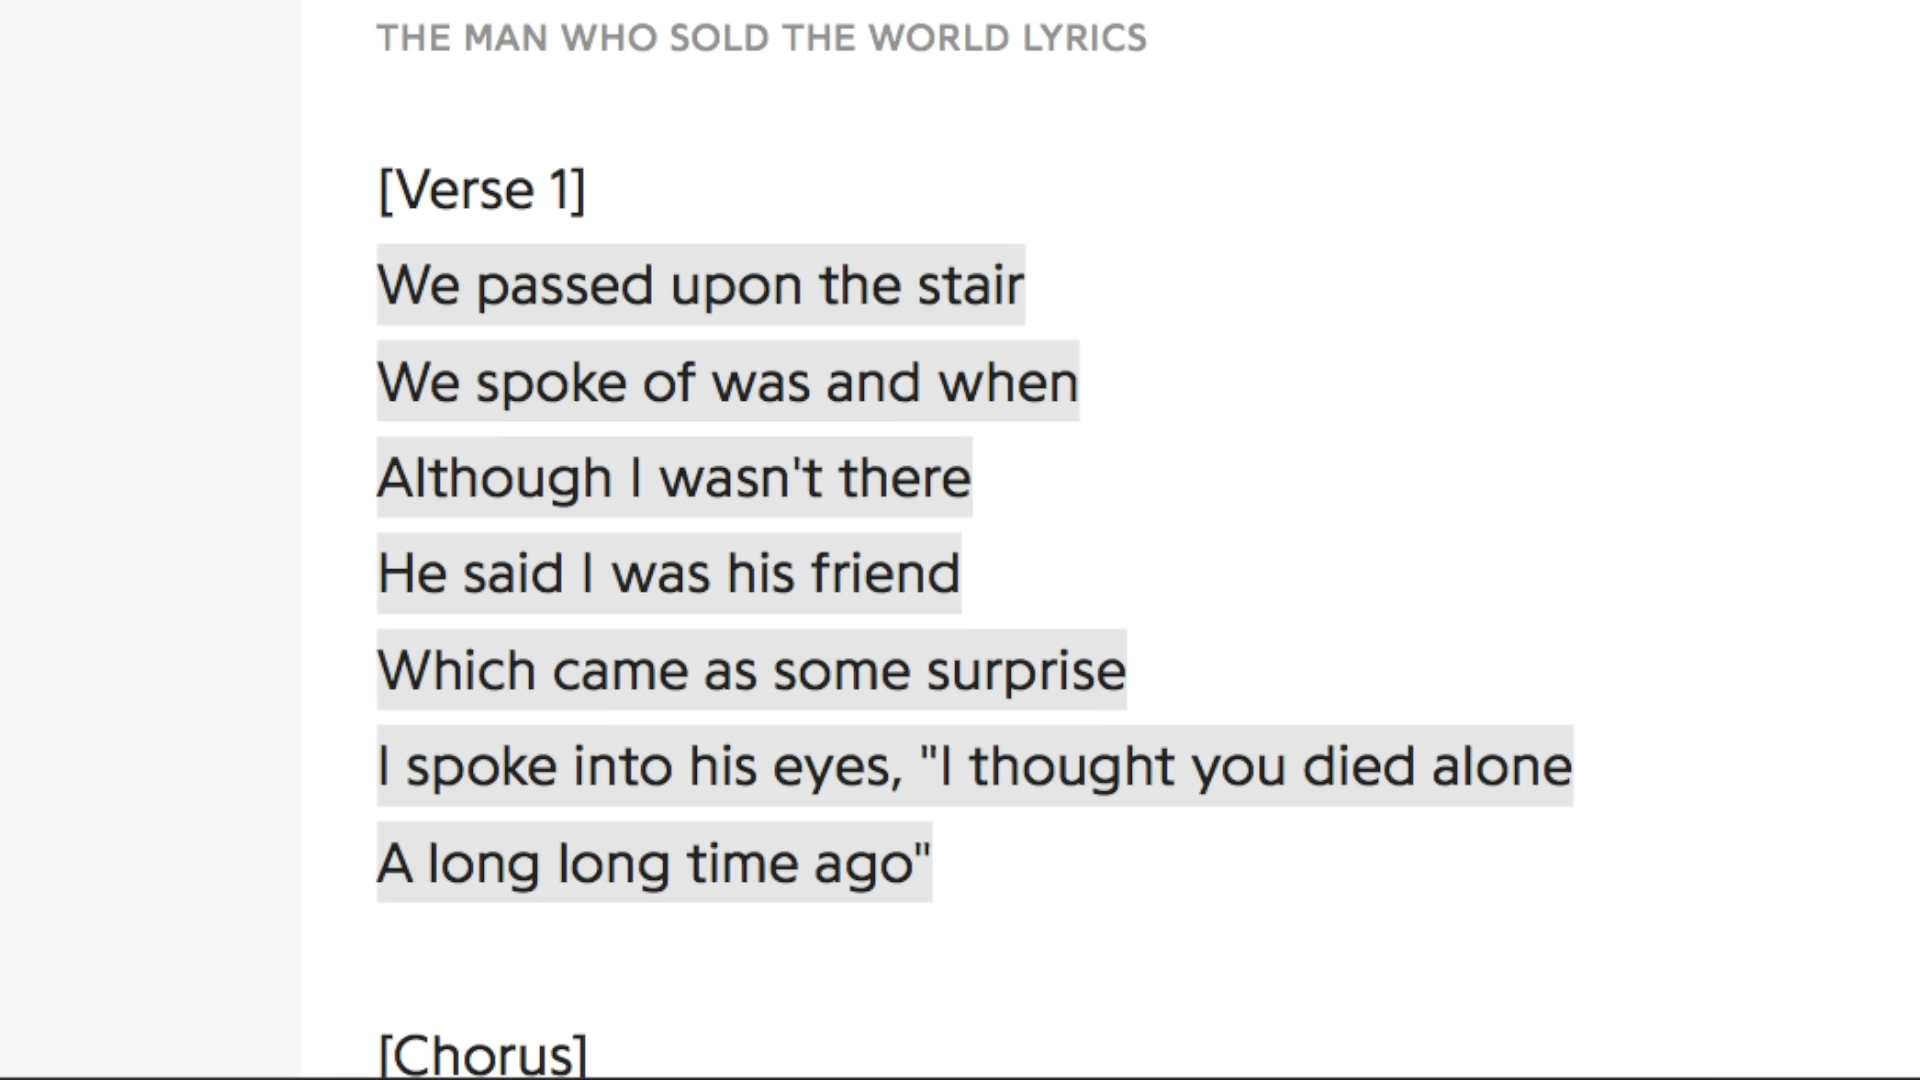 THE MAN WHO SOLD THE WORLD LYRICS
[Verse 1]
We passed upon the stair
We spoke of was and when
Although I wasn't there
He said I was his friend
Which came as some surprise
I spoke into his eyes, "I thought you died alone
A long long time ago"
[Chorus]